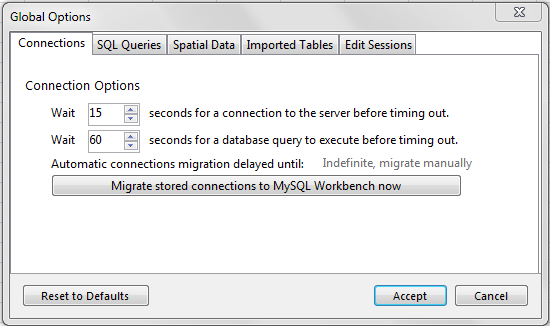 Global Options
Connections SQL Queries Spatial Data Imported Tables Edit Sessions
Connection Options
Wait 15 seconds for a connection to the server before timing out.
Wait 60 seconds for a database query to execute before timing out.
Automatic connections migration delayed until: Indefinite, migrate manually
Migrate stored connections to MySQL Workbench now
Reset to Defaults Accept Cancel